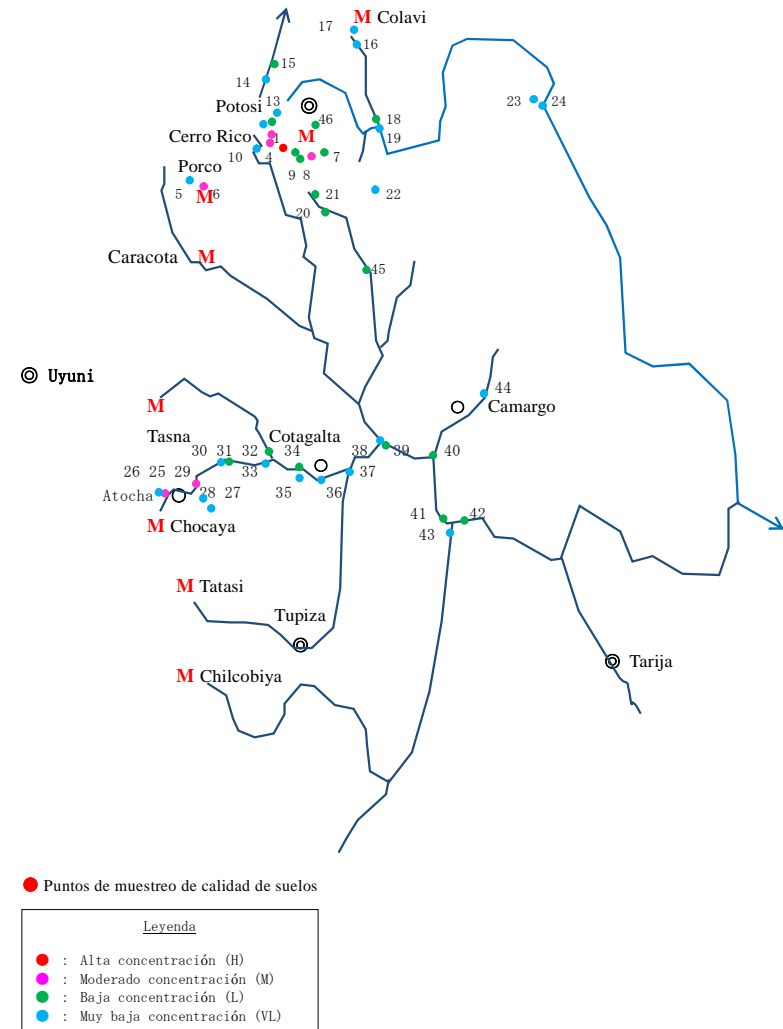 17
M Colavi
16
15
14
13
Potosi
46
18
23
24
Cerro Rico
1
M
19
10
4
7
Porco
9
8
5
6
M
21
22
20
Caracota
M
45
Uyuni
44
M
Camargo
Tasna
Cotagalta
30
31
32
34
38
39
40
33
37
26
25
29
35
36
Atocha
28
27
41
42
M Chocaya
43
M Tatasi
Tupiza
Tarija
M Chilcobiya
Puntos de muestreo de calidad de suelos
Leyenda
: Alta concentración (H)
: Moderado concentración (M)
: Baja concentración (L)
: Muy baja concentración (VL)